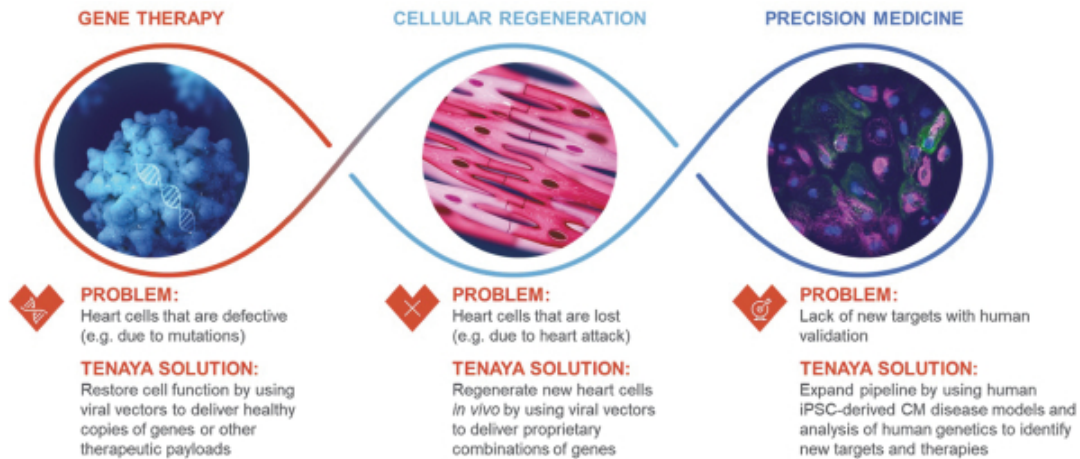 GENE THERAPY
PROBLEM:
Heart cells that are defective
(e.g. due to mutations)
TENAYA SOLUTION:
Restore cell function by using
viral vectors to deliver healthy
copies of genes or other
therapeutic payloads
CELLULAR REGENERATION
PROBLEM:
Heart cells that are lost
(e.g. due to heart attack)
TENAYA SOLUTION:
Regenerate new heart cells
in vivo by using viral vectors
to deliver proprietary
combinations of genes
PRECISION MEDICINE
PROBLEM:
Lack of new targets with human
validation
TENAYA SOLUTION:
Expand pipeline by using human
iPSC-derived CM disease models and
analysis of human genetics to identify
new targets and therapies